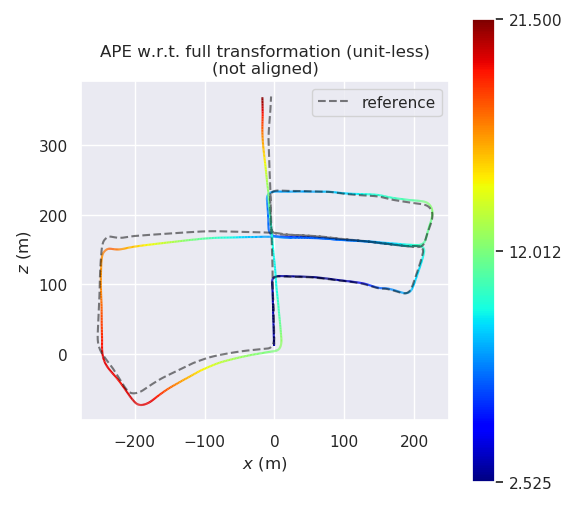 APE w.r.t. full transformation (unit-less)
(not aligned)
reference
300
200
100
0
z (m)
−200
−100
0
100
200
x (m)
21.500
12.012
2.525